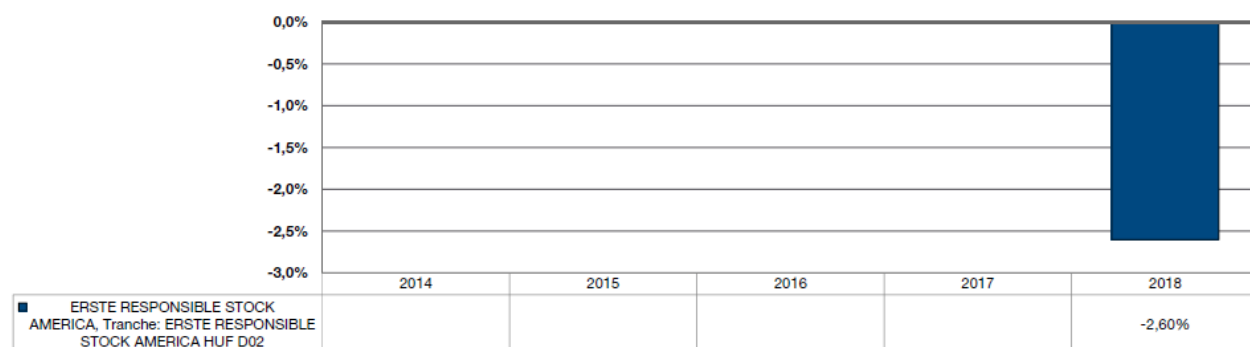 0,0%
-0,5%
-1,0%
-1,5%
-2,0%
-2,5%
-3,0%
2014 2015 2016 2017 2018
ERSTE RESPONSIBLE STOCK
AMERICA, Tranche: ERSTE RESPONSIBLE
STOCK AMERICA HUF D02
-2,60%